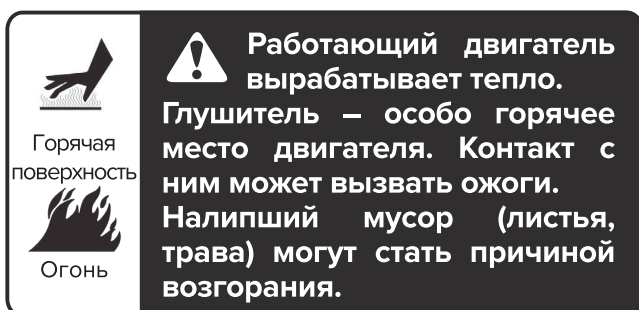 Горячая
поверхность
Огонь
Работающий двигатель
вырабатывает тепло.
Глушитель – особо горячее
место двигателя. Контакт с
ним может вызвать ожоги.
Налипший мусор (листья,
трава) могут стать причиной
возгорания.